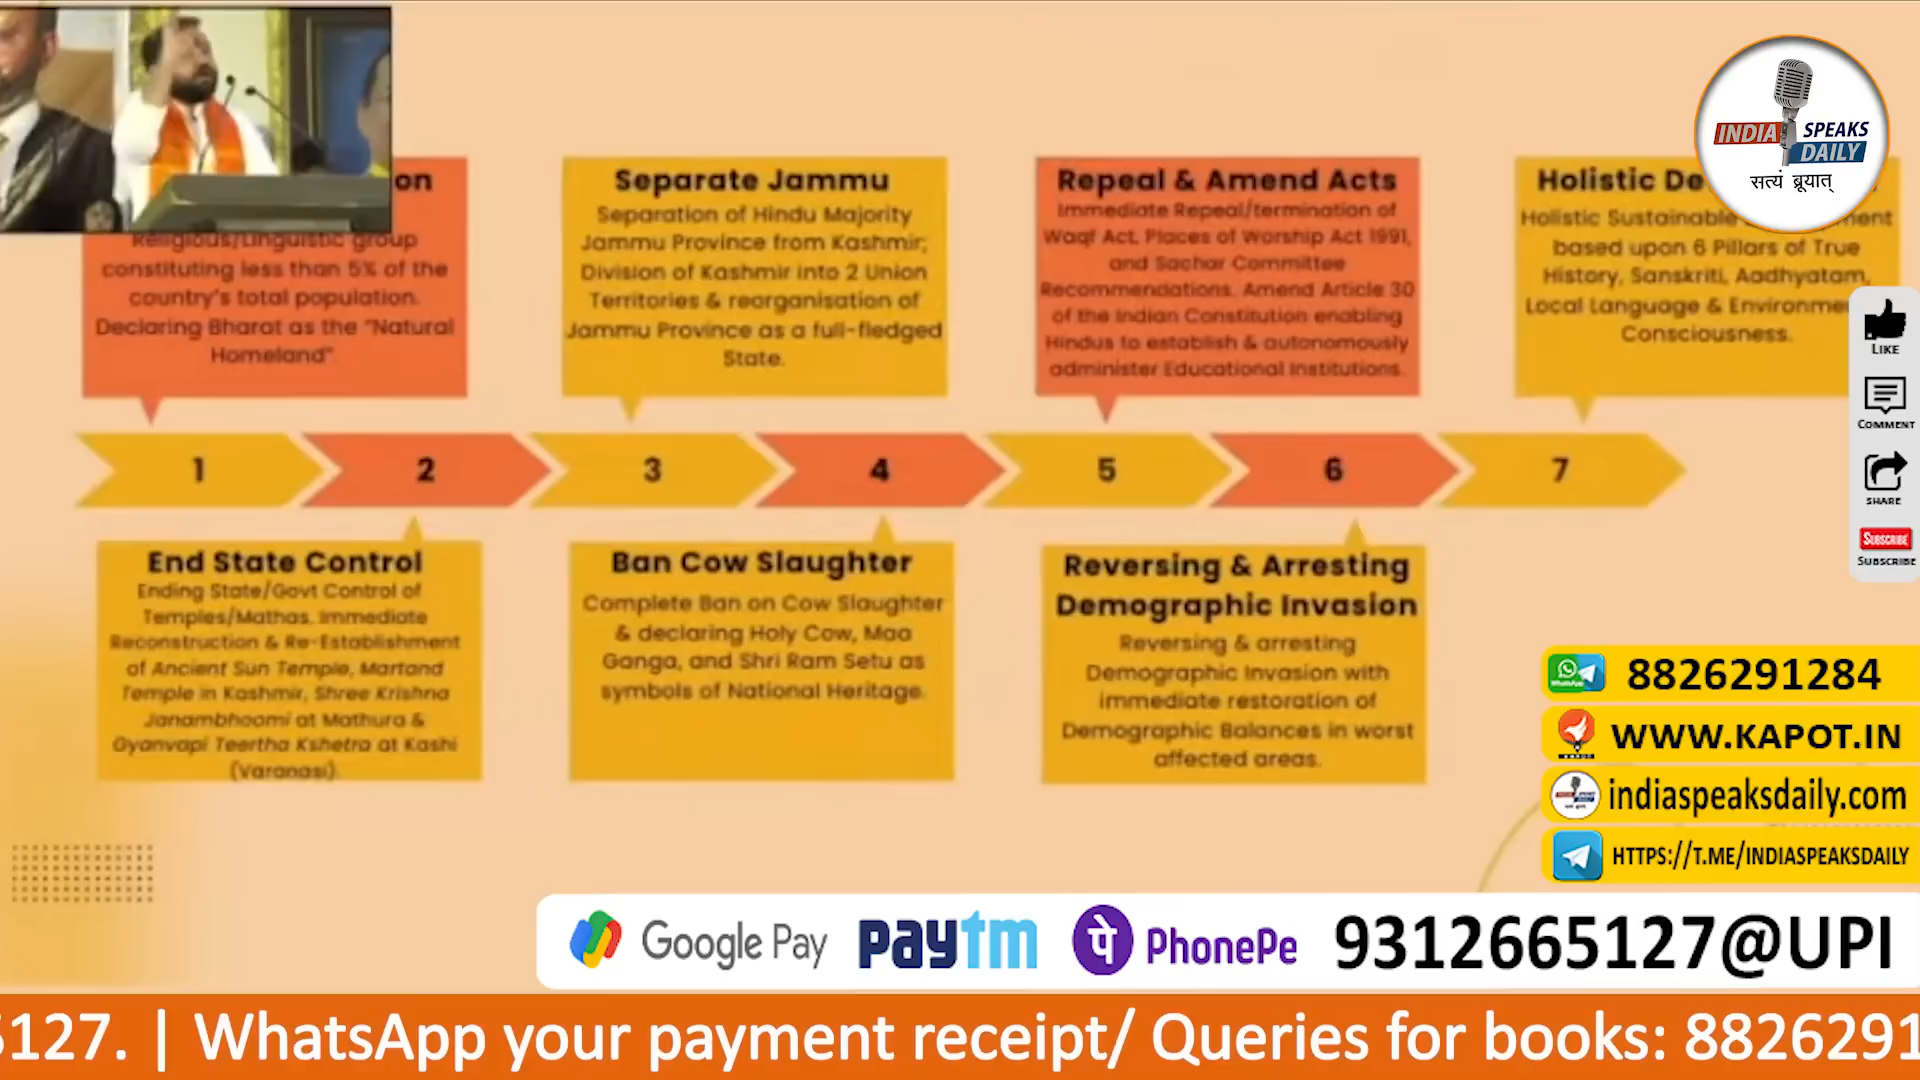 on
Religious/Linguistic group
constituting less than 5% of the
country's total population.
Declaring Bharat as the "Natural
Homeland"
Separate Jammu
Separation of Hindu Majority
Jammu Province from Kashmir;
Division of Kashmir into 2 Union
Territories & reorganisation of
Jammu Province as a full-fledged
State.
Repeal & Amend Acts
Immediate Repeal/termination of
Waqf Act, Places of Worship Act 1991,
and Sachar Committee
Recommendations. Amend Article 30
of the Indian Constitution enabling
Hindus to establish & autonomously
administer Educational Institutions.
Holistic De
Holistic Sustainable ment
based upon 6 Pillars of True
History, Sanskriti, Aadhyatam,
Local Language & Environme
Consciousness.
INDIA SPEAKS
DAILY
सत्यं ब्रूयात्
1
2
3
4
5
6
7
End State Control
Ending State/Govt Control of
Temples/Mathas. Immediate
Reconstruction & Re-Establishment
of Ancient Sun Temple, Martand
Temple in Kashmir, Shree Krishna
Janambhoomi at Mathura &
Gyanvapi Teertha Kshetra at Kashi
(Varanasi).
Ban Cow Slaughter
Complete Ban on Cow Slaughter
& declaring Holy Cow, Maa
Ganga, and Shri Ram Setu as
symbols of National Heritage.
Reversing & Arresting
Demographic Invasion
Reversing & arresting
Demographic Invasion with
immediate restoration of
Demographic Balances in worst
affected areas.
LIKE
COMMENT
SHARE
SUBSCRIBE
SUBSCRIBE
8826291284
WWW.KAPOT.IN
indiaspeaksdaily.com
HTTPS://T.ME/INDIASPEAKSDAILY
Google Pay paytm पे PhonePe 9312665127@UPI
5127. | WhatsApp your payment receipt/ Queries for books: 8826291